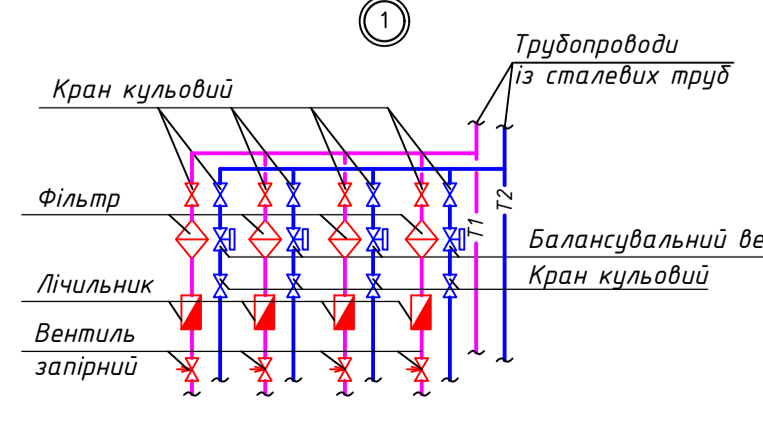 1
Трубопроводи
із сталевих труб
Кран кульовий
Фільтр
Т1
Т2
Балансувальний ве
Кран кульовий
Лічильник
Вентиль
запірний